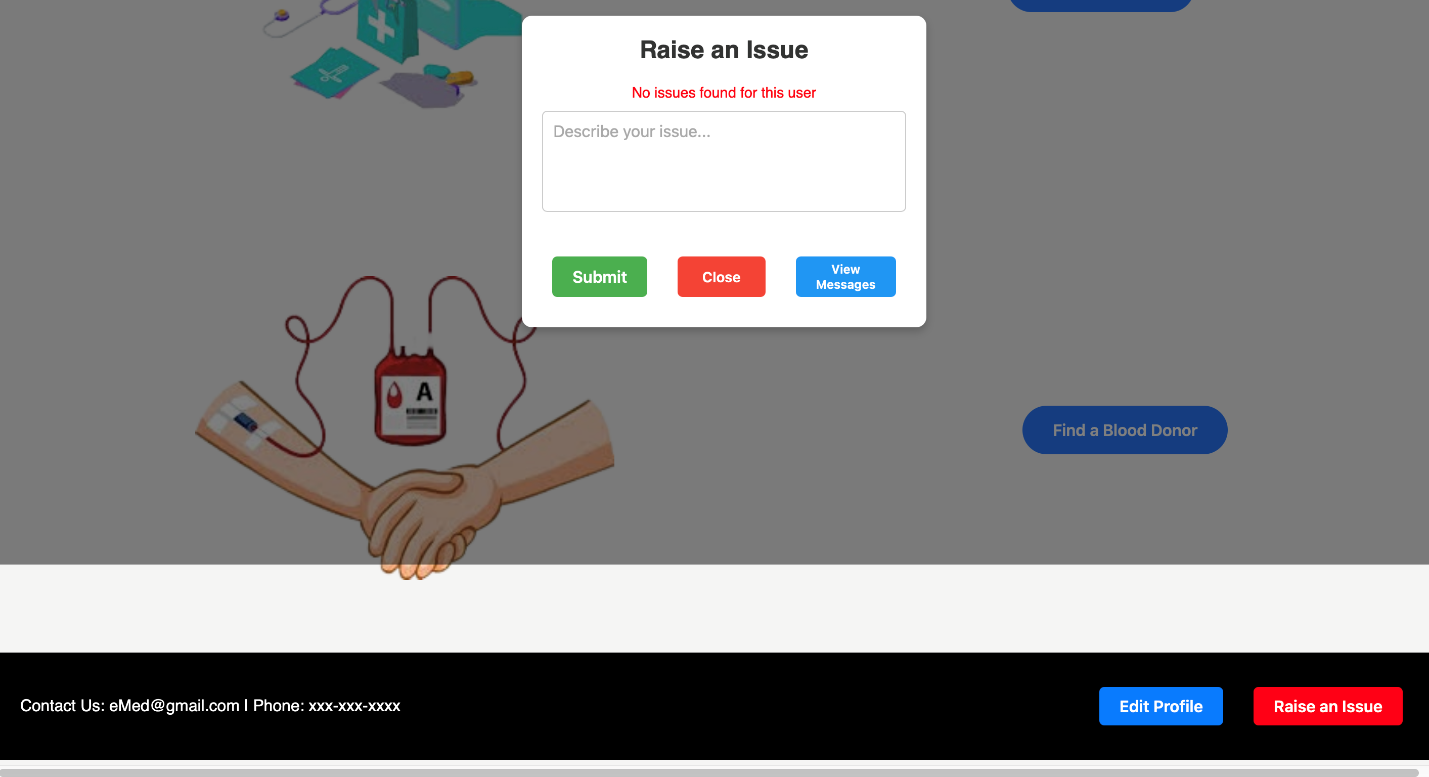 Raise an Issue
No issues found for this user
Describe your issue...
Submit
Close
View
Messages
A
Find a Blood Donor
Contact Us: eMed@gmail.com | Phone: xxx-xxx-xxxx
Edit Profile
Raise an Issue